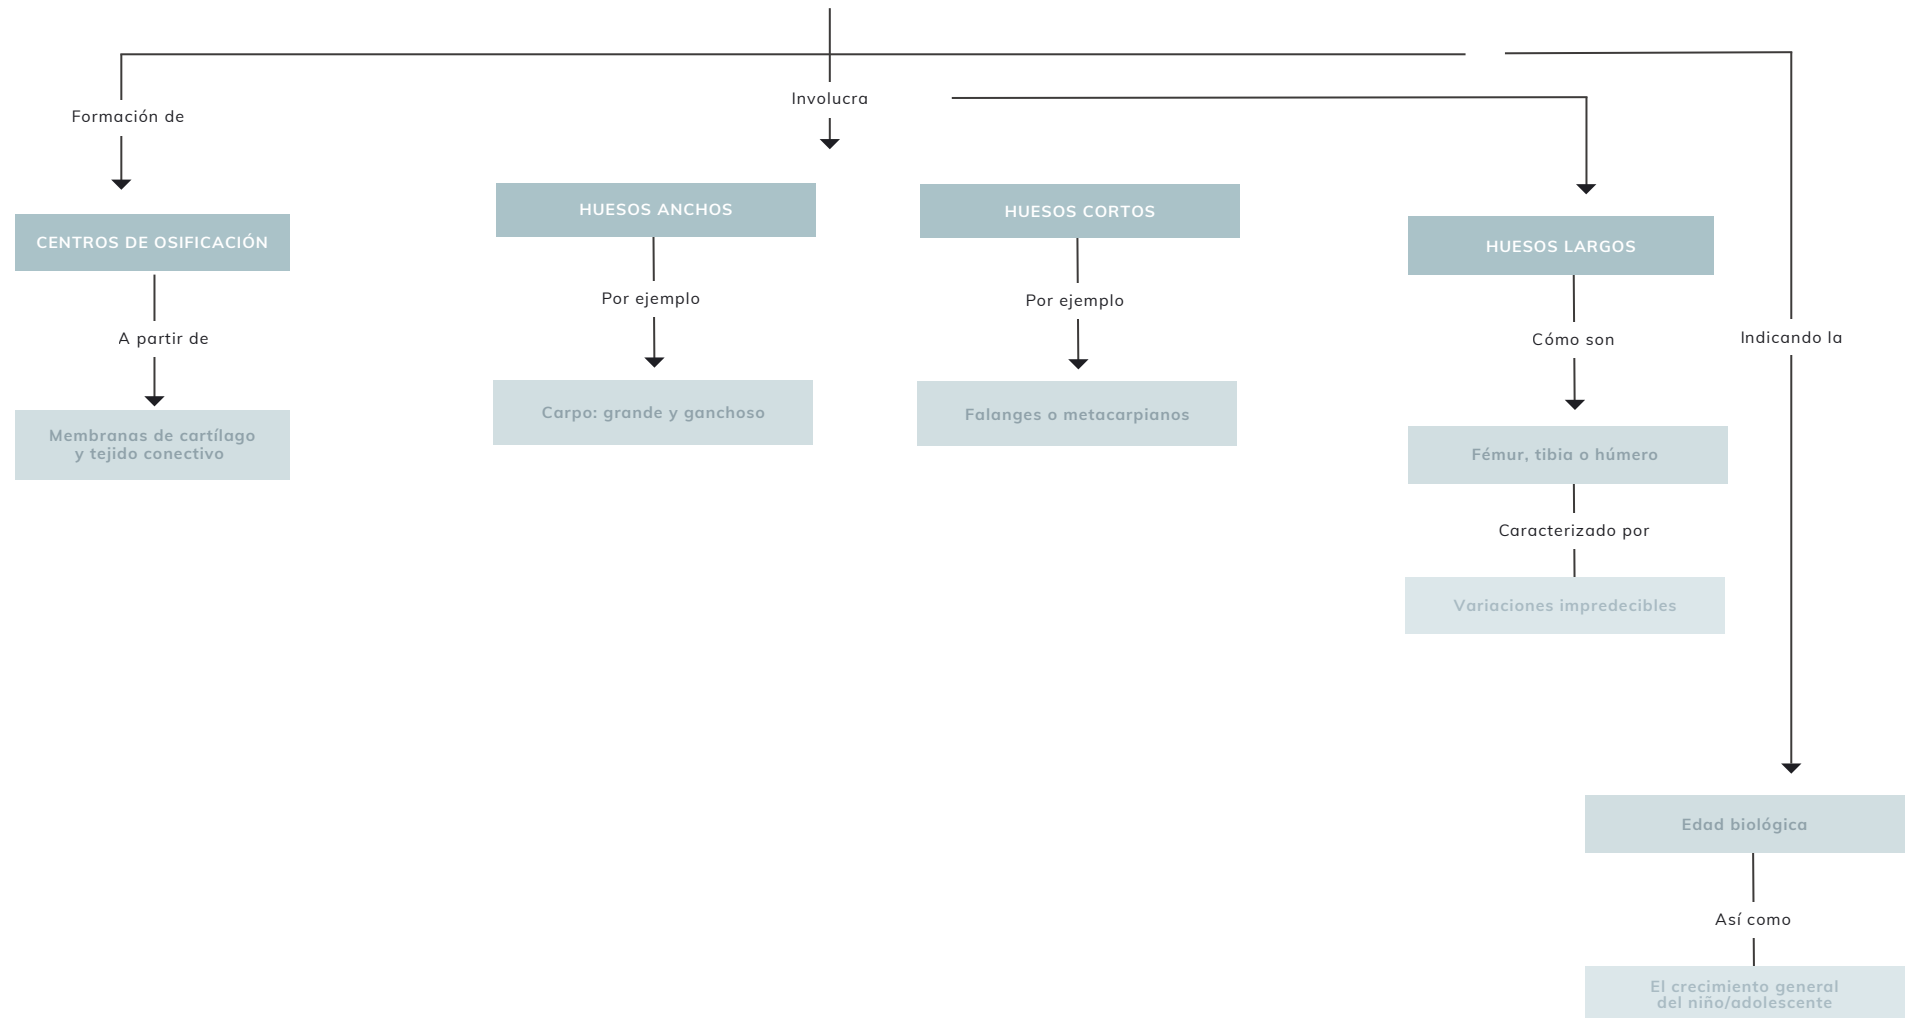 Involucra
Formación de
HUESOS ANCHOS
HUESOS CORTOS
CENTROS DE OSIFICACIÓN
HUESOS LARGOS
Por ejemplo
Por ejemplo
A partir de
Cómo son
Indicando la
Carpo: grande y ganchoso
Falanges o metacarpianos
Membranas de cartílago
y tejido conectivo
Fémur, tibia o húmero
Caracterizado por
Variaciones impredecibles
Edad biológica
Así como
El crecimiento general
del niño/adolescente